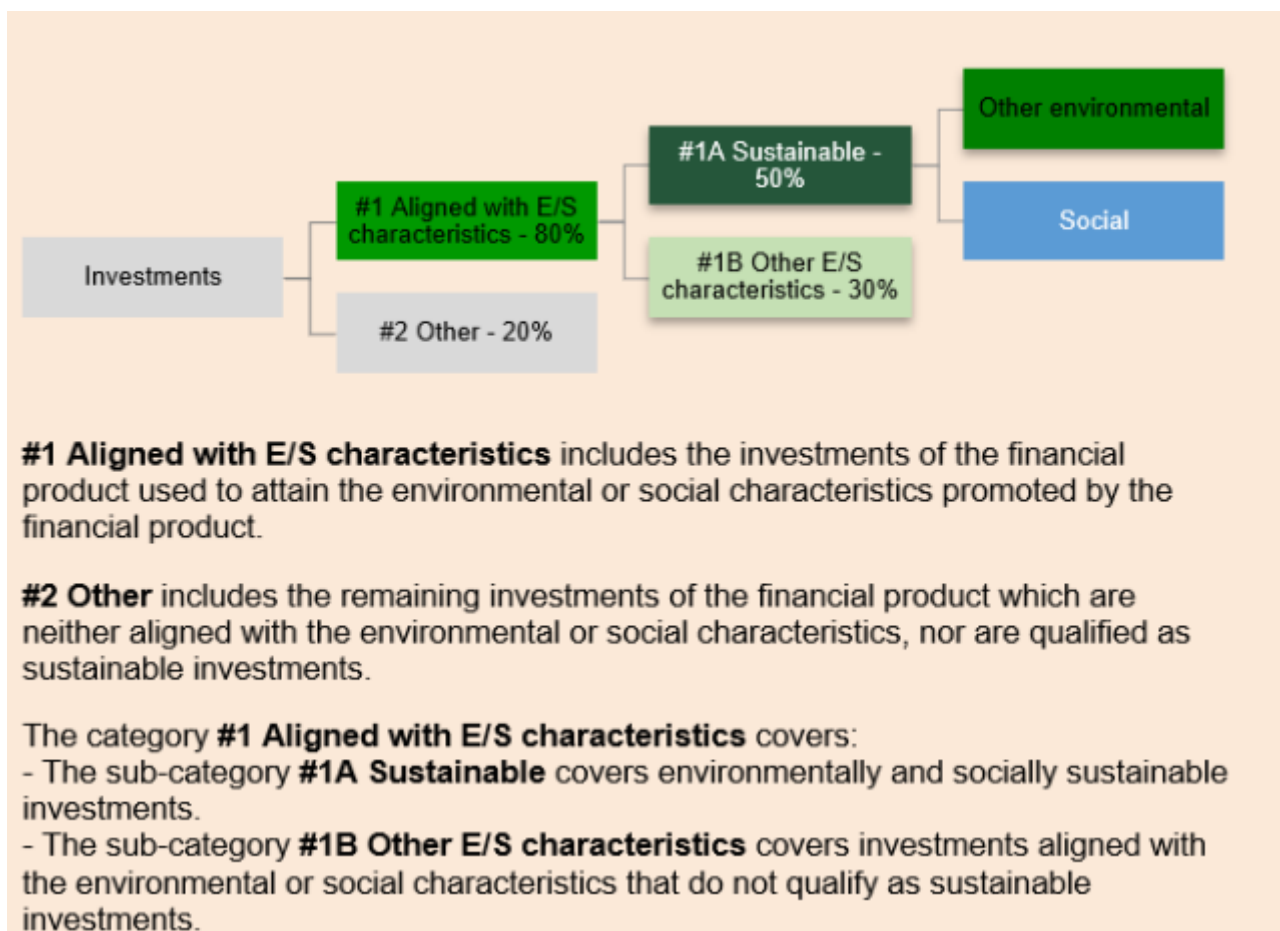 Other environmental
#1A Sustainable -
50%
#1 Aligned with E/S
characteristics - 80%
Social
Investments
#1B Other E/S
characteristics - 30%
#2 Other - 20%
#1 Aligned with E/S characteristics includes the investments of the financial
product used to attain the environmental or social characteristics promoted by the
financial product.
#2 Other includes the remaining investments of the financial product which are
neither aligned with the environmental or social characteristics, nor are qualified as
sustainable investments.
The category #1 Aligned with E/S characteristics covers:
- The sub-category #1A Sustainable covers environmentally and socially sustainable
investments.
- The sub-category #1B Other E/S characteristics covers investments aligned with
the environmental or social characteristics that do not qualify as sustainable
investments.